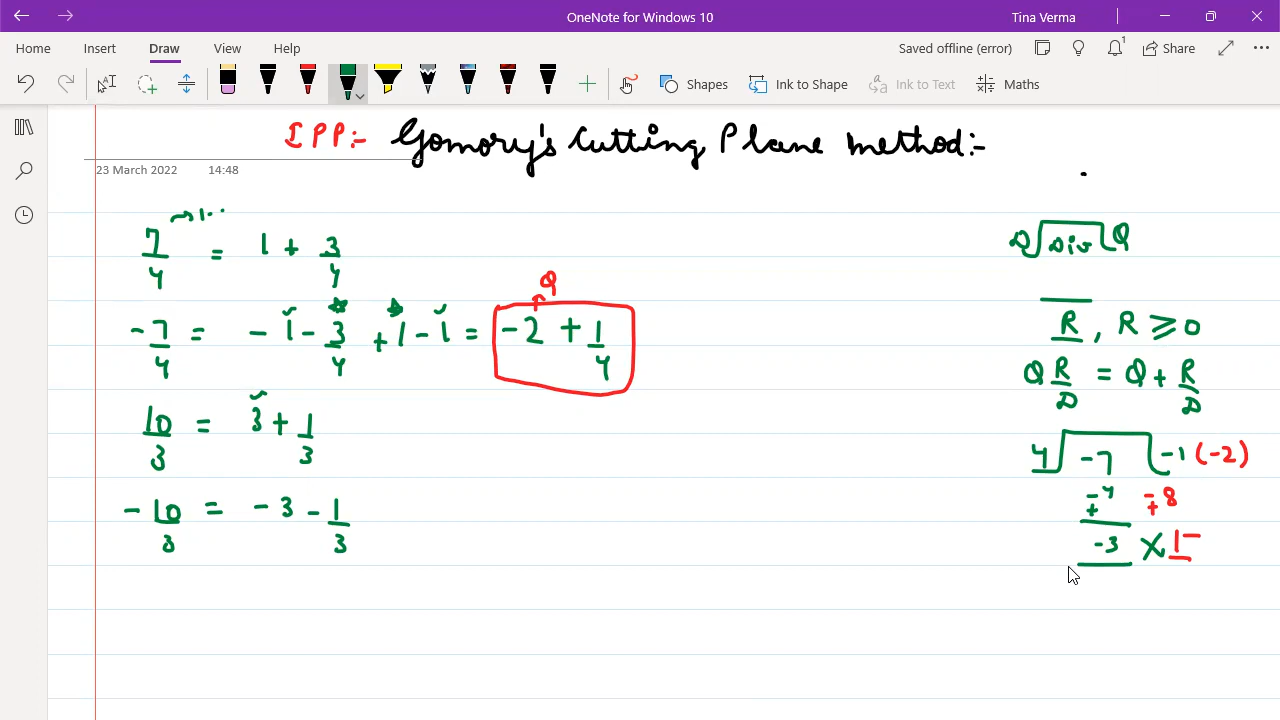 OneNote for Windows 10
Tina Verma
Home Insert Draw View Help
Saved offline (error)
1
Share
Shapes
Ink to Shape
Ink to Text
Maths
IPP:- Gomory's Cutting Plane method:-
23 March 2022 14:48
7/4 = 1 + 3/4
-7/4 = -1 - 3/4 + 1 - 1 = -2 + 1/4
Q
10/3 = 3 + 1/3
-10/3 = -3 - 1/3
D Div Q
R, R ≥ 0
Q R/D = Q + R/D
4 -7 -1 (-2)
-4 -8
+ +
-3 × 1